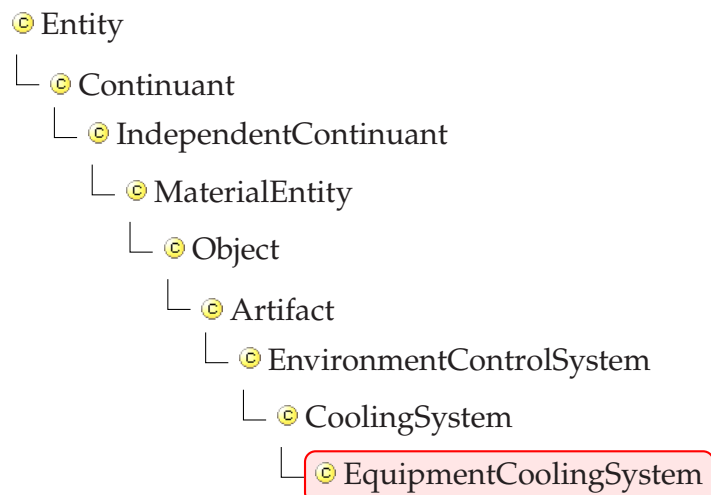 C Entity
C Continuant
C IndependentContinuant
C MaterialEntity
C Object
C Artifact
C EnvironmentControlSystem
C CoolingSystem
C EquipmentCoolingSystem